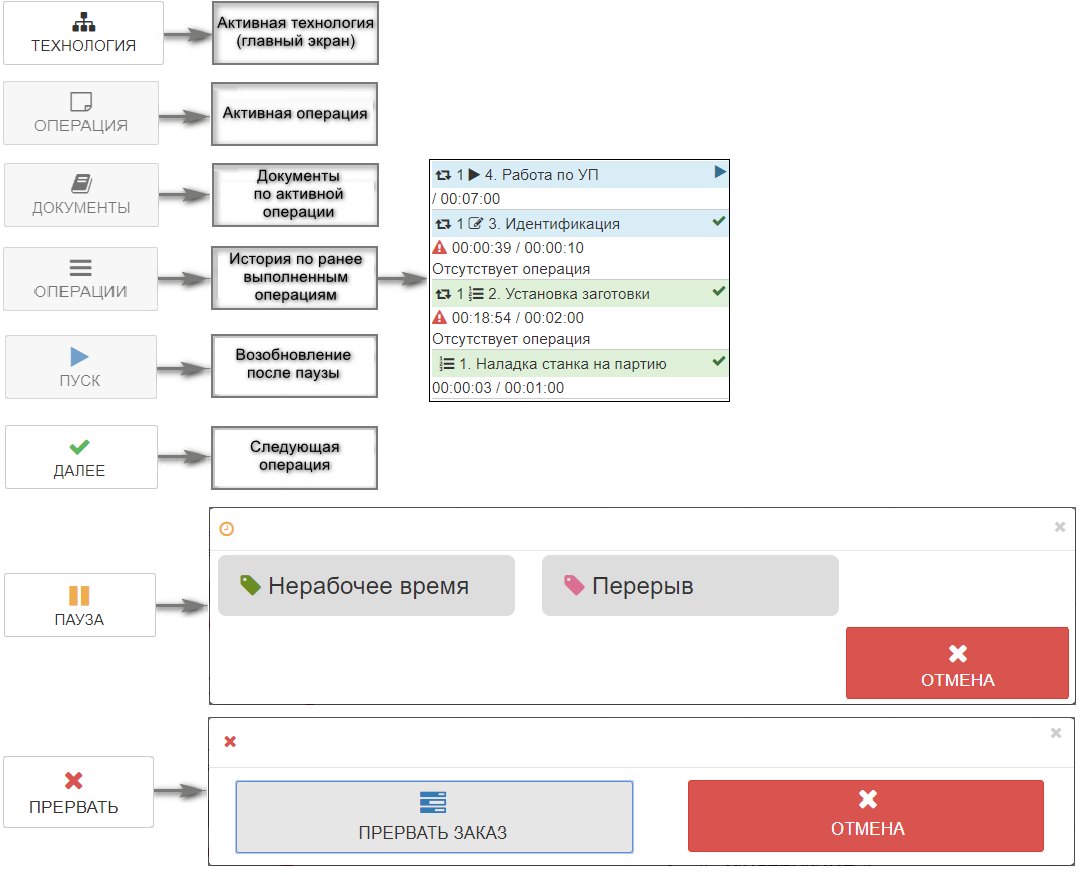 ТЕХНОЛОГИЯ
Активная технология
(главный экран)
ОПЕРАЦИЯ
Активная операция
ДОКУМЕНТЫ
Документы
по активной
операции
ОПЕРАЦИИ
История по ранее
выполненным
операциям
1 4. Работа по УП
/ 00:07:00
1 3. Идентификация
00:00:39 / 00:00:10
Отсутствует операция
1 2. Установка заготовки
00:18:54 / 00:02:00
Отсутствует операция
1. Наладка станка на партию
00:00:03 / 00:01:00
ПУСК
Возобновление
после паузы
ДАЛЕЕ
Следующая
операция
ПАУЗА
Нерабочее время
Перерыв
ОТМЕНА
ПРЕРВАТЬ
ПРЕРВАТЬ ЗАКАЗ
ОТМЕНА